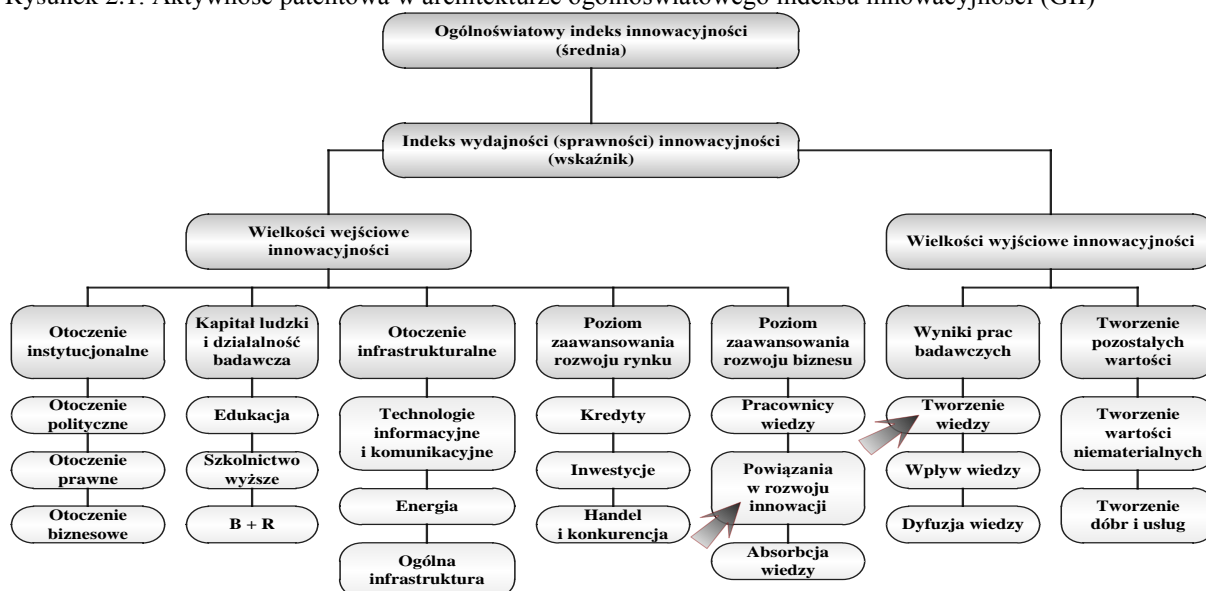 Rysunek 2.1. Aktywność patentowa w architekturze ogólnoświatowego indeksu innowacyjności (GII)
Ogólnoświatowy indeks innowacyjności
(średnia)
Indeks wydajności (sprawności) innowacyjności
(wskaźnik)
Wielkości wejściowe
innowacyjności
Wielkości wyjściowe innowacyjności
Otoczenie
instytucjonalne
Kapitał ludzki
i działalność
badawcza
Otoczenie
infrastrukturalne
Poziom
zaawansowania
rozwoju rynku
Poziom
zaawansowania
rozwoju biznesu
Wyniki prac
badawczych
Tworzenie
pozostałych
wartości
Otoczenie
polityczne
Otoczenie
prawne
Otoczenie
biznesowe
Edukacja
Szkolnictwo
wyższe
B + R
Technologie
informacyjne
i komunikacyjne
Energia
Ogólna
infrastruktura
Kredyty
Inwestycje
Handel
i konkurencja
Pracownicy
wiedzy
Powiązania
w rozwoju
innowacji
Absorbcja
wiedzy
Tworzenie
wiedzy
Wpływ wiedzy
Dyfuzja wiedzy
Tworzenie
wartości
niematerialnych
Tworzenie
dóbr i usług